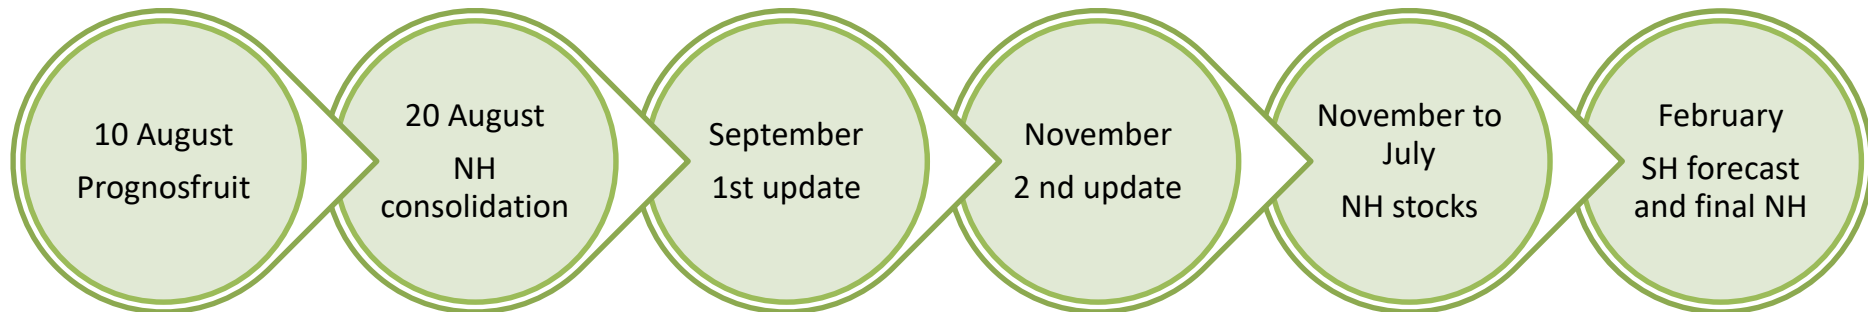 10 August
Prognosfruit
20 August
NH
consolidation
September
1st update
November
2 nd update
November to
July
NH stocks
February
SH forecast
and final NH